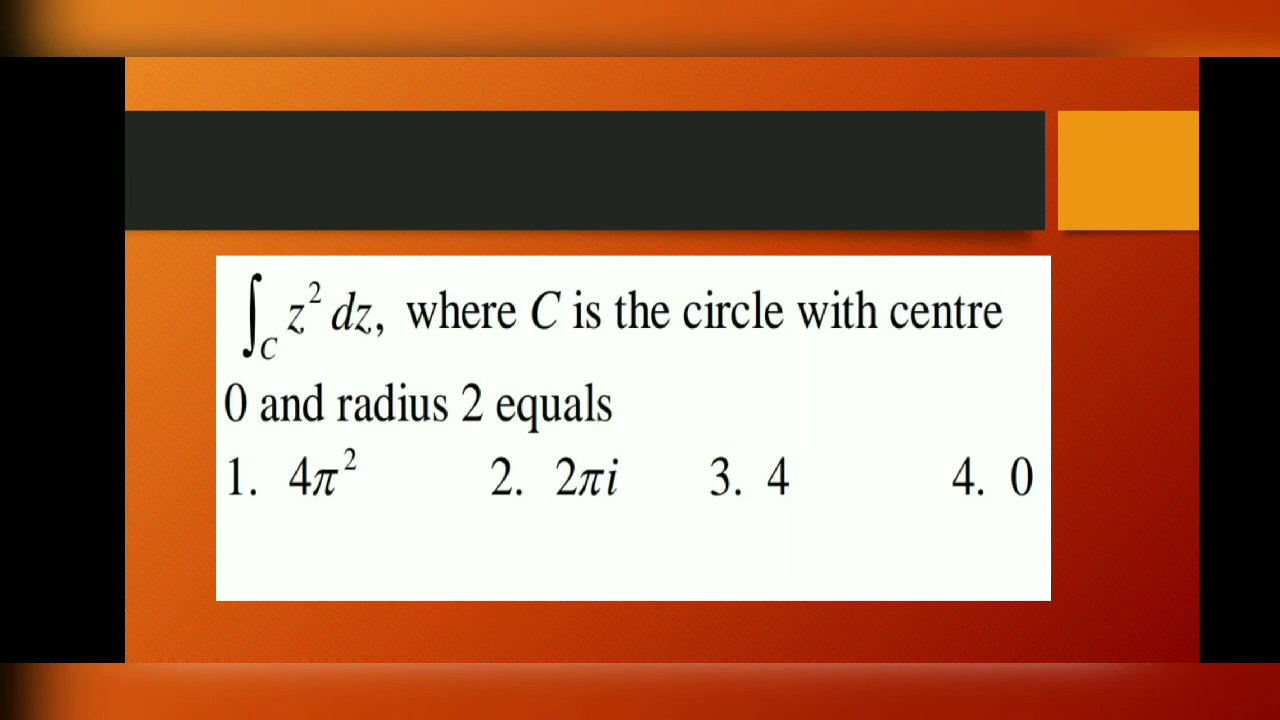 ∫_C z² dz, where C is the circle with centre
0 and radius 2 equals
1. 4π² 2. 2πi 3. 4 4. 0